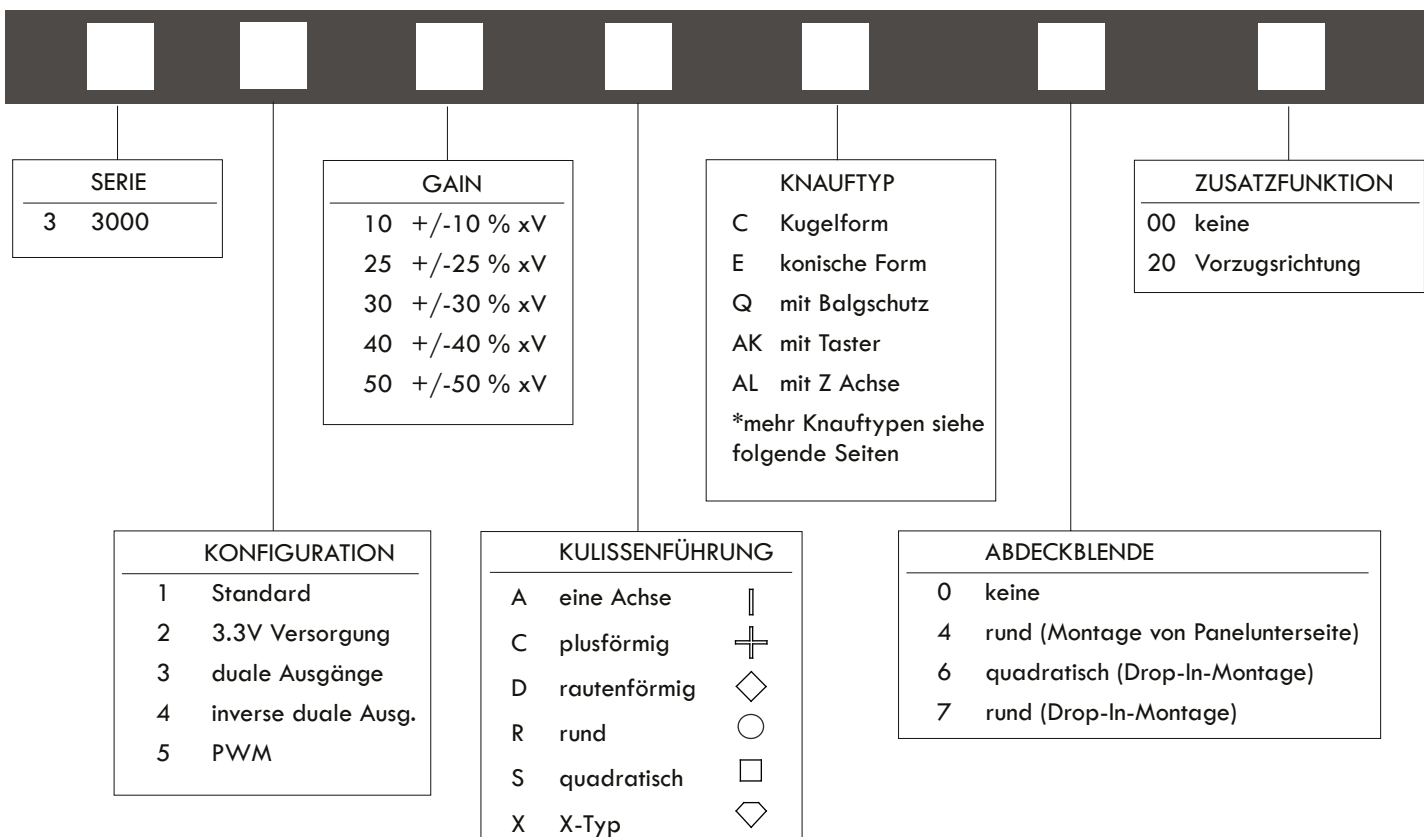 SERIE
3 3000
GAIN
10 +/-10 % xV
25 +/-25 % xV
30 +/-30 % xV
40 +/-40 % xV
50 +/-50 % xV
KNAUFTYP
C Kugelform
E konische Form
Q mit Balgschutz
AK mit Taster
AL mit Z Achse
*mehr Knauftypen siehe
folgende Seiten
ZUSATZFUNKTION
00 keine
20 Vorzugsrichtung
KONFIGURATION
1 Standard
2 3.3V Versorgung
3 duale Ausgänge
4 inverse duale Ausg.
5 PWM
KULISSENFÜHRUNG
A eine Achse
C plusförmig
D rautenförmig
R rund
S quadratisch
X X-Typ
ABDECKBLENDE
0 keine
4 rund (Montage von Panelunterseite)
6 quadratisch (Drop-In-Montage)
7 rund (Drop-In-Montage)